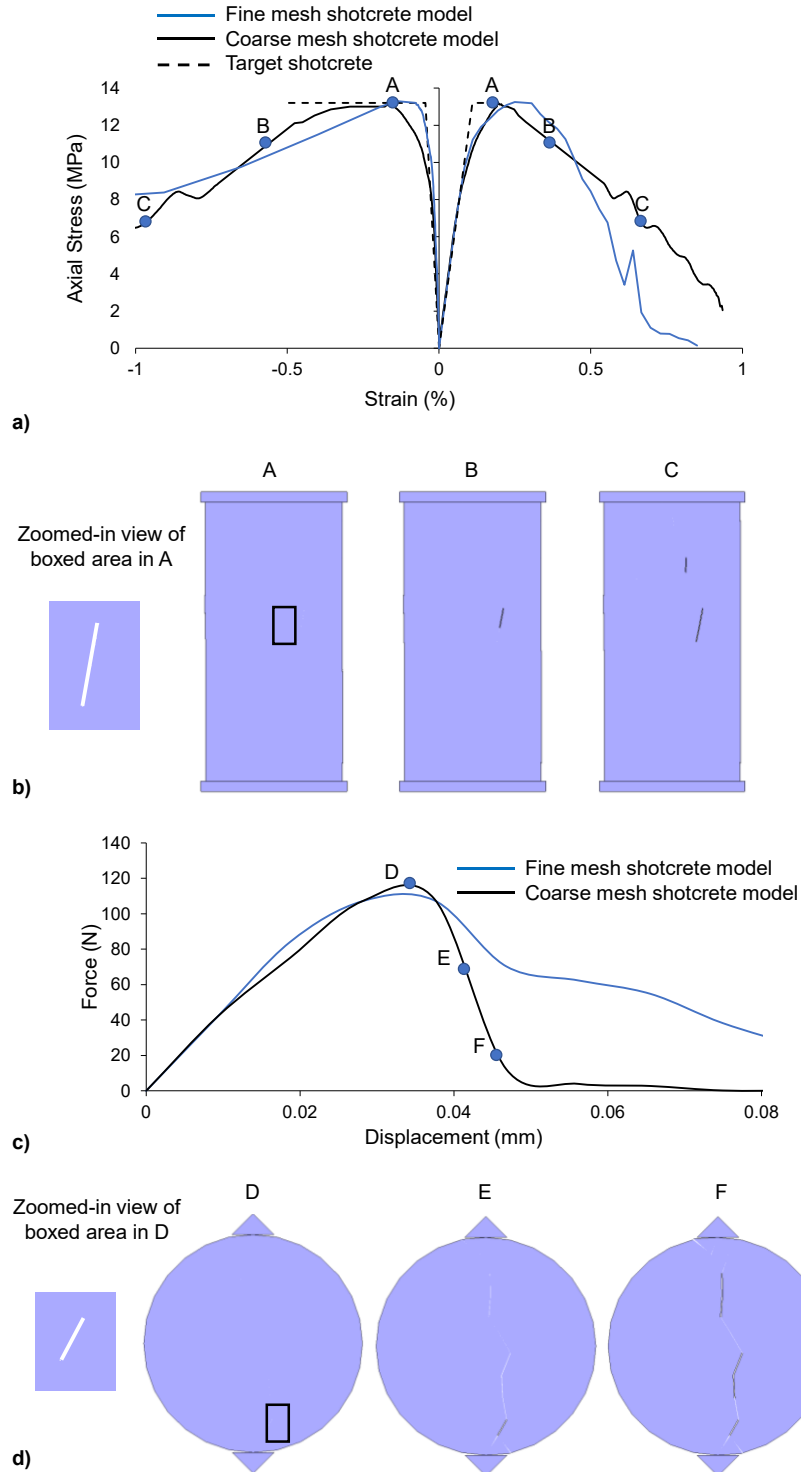 Fine mesh shotcrete model
Coarse mesh shotcrete model
Target shotcrete
14
12
10
8
6
4
2
0
Axial Stress (MPa)
A
A
B
B
C
C
-1
-0.5
0
0.5
1
Strain (%)
a)
A
B
C
Zoomed-in view of
boxed area in A
b)
140
120
100
80
60
40
20
0
Force (N)
D
E
F
Fine mesh shotcrete model
Coarse mesh shotcrete model
0
0.02
0.04
0.06
0.08
Displacement (mm)
c)
D
E
F
Zoomed-in view of
boxed area in D
d)